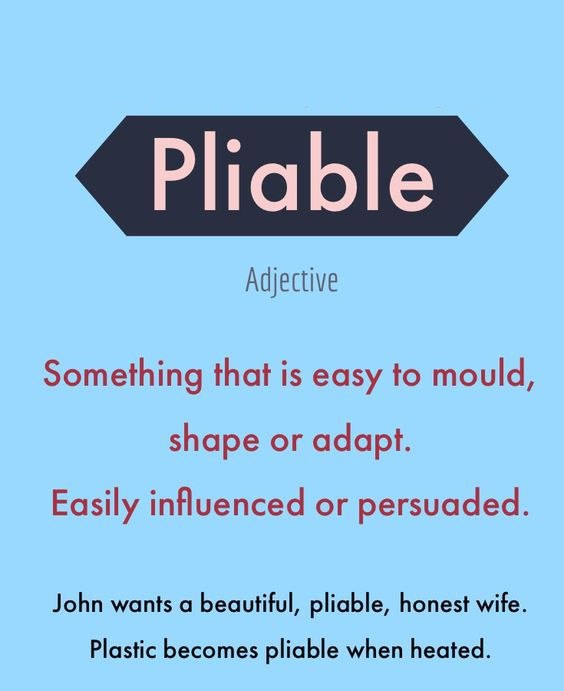 Pliable
Adjective
Something that is easy to mould,
shape or adapt.
Easily influenced or persuaded.
John wants a beautiful, pliable, honest wife.
Plastic becomes pliable when heated.